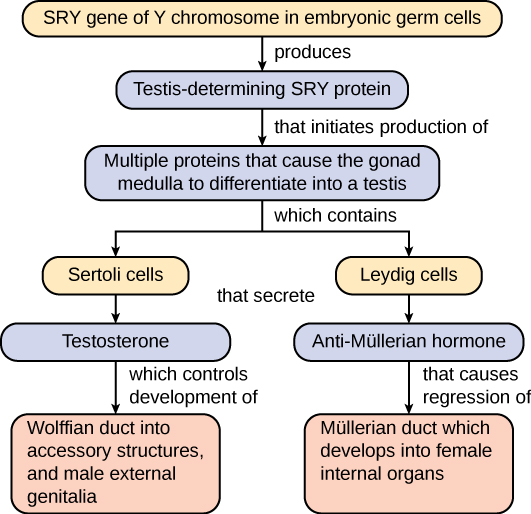 SRY gene of Y chromosome in embryonic germ cells
produces
Testis-determining SRY protein
that initiates production of
Multiple proteins that cause the gonad
medulla to differentiate into a testis
which contains
Sertoli cells
Leydig cells
that secrete
Testosterone
Anti-Müllerian hormone
which controls
development of
that causes
regression of
Wolffian duct into
accessory structures,
and male external
genitalia
Müllerian duct which
develops into female
internal organs